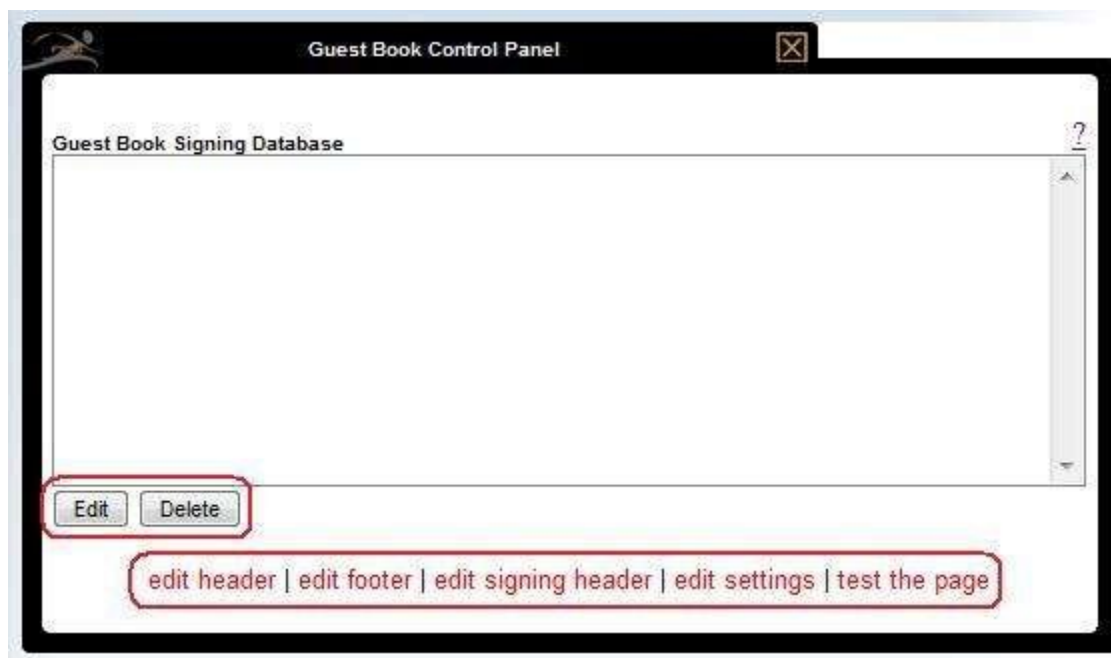 Guest Book Control Panel
?
Guest Book Signing Database
Edit Delete
edit header | edit footer | edit signing header | edit settings | test the page